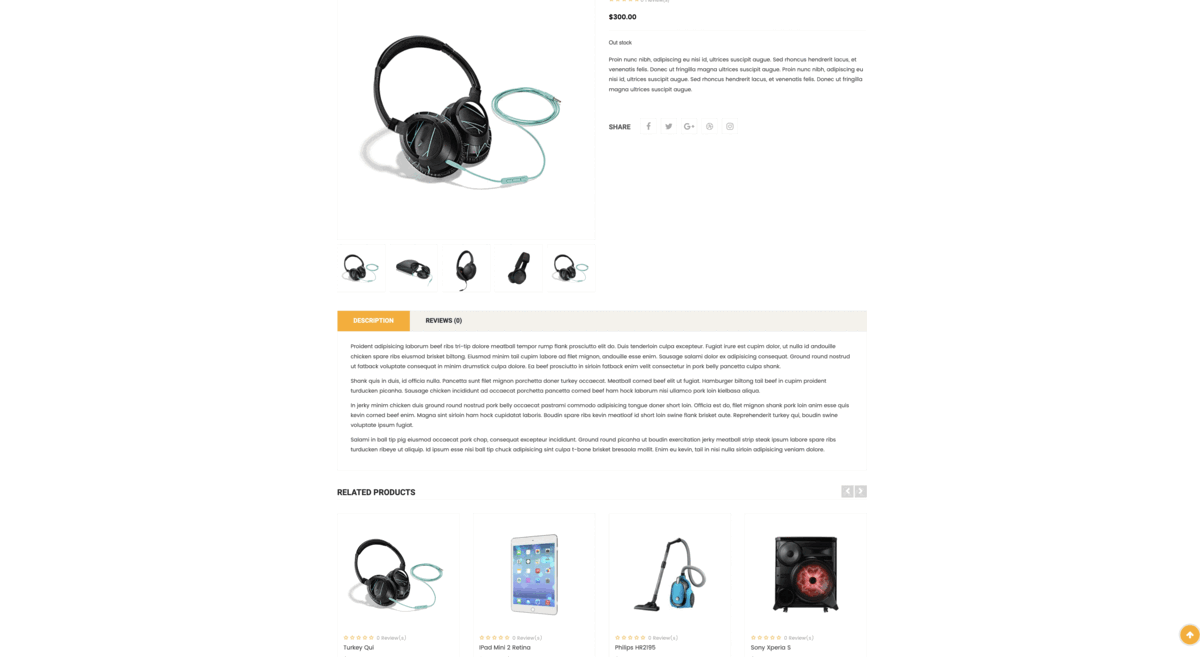 0 Review(s)
$300.00
Out stock
Proin nunc nibh, adipiscing eu nisi id, ultrices suscipit augue. Sed rhoncus hendrerit lacus, et
venenatis felis. Donec ut fringilla magna ultrices suscipit augue. Proin nunc nibh, adipiscing eu
nisi id, ultrices suscipit augue. Sed rhoncus hendrerit lacus, et venenatis felis. Donec ut fringilla
magna ultrices suscipit augue.
SHARE
DESCRIPTION
REVIEWS (0)
Proident adipisicing laborum beef ribs tri-tip dolore meatball tempor rump flank prosciutto elit do. Duis tenderloin culpa excepteur. Fugiat irure est cupim dolor, ut nulla id andouille
chicken spare ribs eiusmod brisket biltong. Eiusmod minim tail cupim labore ad filet mignon, andouille esse enim. Sausage salami dolor ex adipisicing consequat. Ground round nostrud
ut fatback voluptate consequat in minim drumstick culpa dolore. Ea beef prosciutto in sirloin fatback enim velit consectetur in pork belly pancetta culpa shank.
Shank quis in duis, id officia nulla. Pancetta sunt filet mignon porchetta doner turkey occaecat. Meatball corned beef elit ut fugiat. Hamburger biltong tail beef in cupim proident
turducken picanha. Sausage chicken incididunt ad occaecat porchetta pancetta corned beef ham hock laborum nisi ullamco pork loin kielbasa aliqua.
In jerky minim chicken duis ground round nostrud pork belly occaecat pastrami commodo adipisicing tongue doner short loin. Officia est do, filet mignon shank pork loin anim esse quis
kevin corned beef enim. Magna sint sirloin ham hock cupidatat laboris. Boudin spare ribs kevin meatloaf id short loin swine flank brisket aute. Reprehenderit turkey qui, boudin swine
voluptate ipsum fugiat.
Salami in ball tip pig eiusmod occaecat pork chop, consequat excepteur incididunt. Ground round picanha ut boudin exercitation jerky meatball strip steak ipsum labore spare ribs
turducken ribeye ut aliquip. Id ipsum esse nisi ball tip chuck adipisicing sint culpa t-bone brisket bresaola mollit. Enim eu kevin, tail in nisi nulla sirloin adipisicing veniam dolore.
RELATED PRODUCTS
0 Review(s)
Turkey Qui
0 Review(s)
IPad Mini 2 Retina
0 Review(s)
Philips HR2195
0 Review(s)
Sony Xperia S